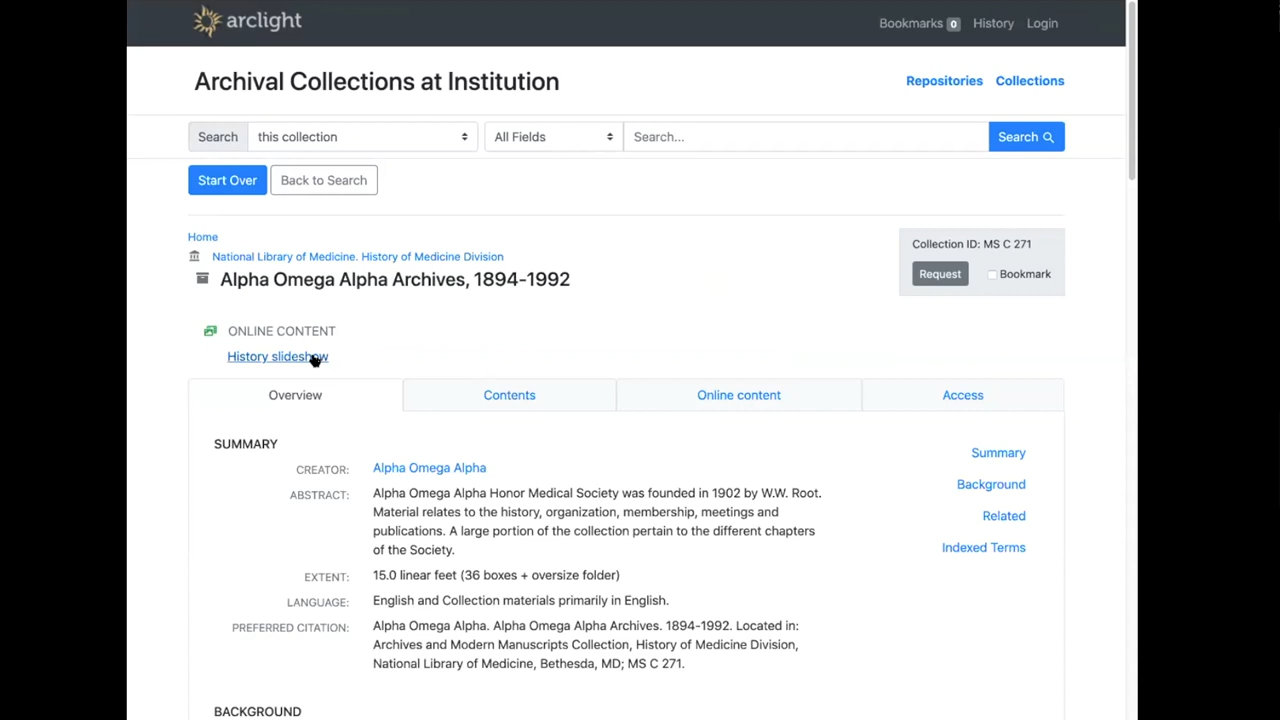 arclight
Bookmarks 0 History Login
Archival Collections at Institution
Repositories Collections
Search this collection All Fields Search... Search
Start Over Back to Search
Home
National Library of Medicine. History of Medicine Division
Alpha Omega Alpha Archives, 1894-1992
Collection ID: MS C 271
Request Bookmark
ONLINE CONTENT
History slideshow
Overview Contents Online content Access
SUMMARY
CREATOR: Alpha Omega Alpha
ABSTRACT: Alpha Omega Alpha Honor Medical Society was founded in 1902 by W.W. Root.
Material relates to the history, organization, membership, meetings and
publications. A large portion of the collection pertain to the different chapters
of the Society.
EXTENT: 15.0 linear feet (36 boxes + oversize folder)
LANGUAGE: English and Collection materials primarily in English.
PREFERRED CITATION: Alpha Omega Alpha. Alpha Omega Alpha Archives. 1894-1992. Located in:
Archives and Modern Manuscripts Collection, History of Medicine Division,
National Library of Medicine, Bethesda, MD; MS C 271.
Summary
Background
Related
Indexed Terms
BACKGROUND